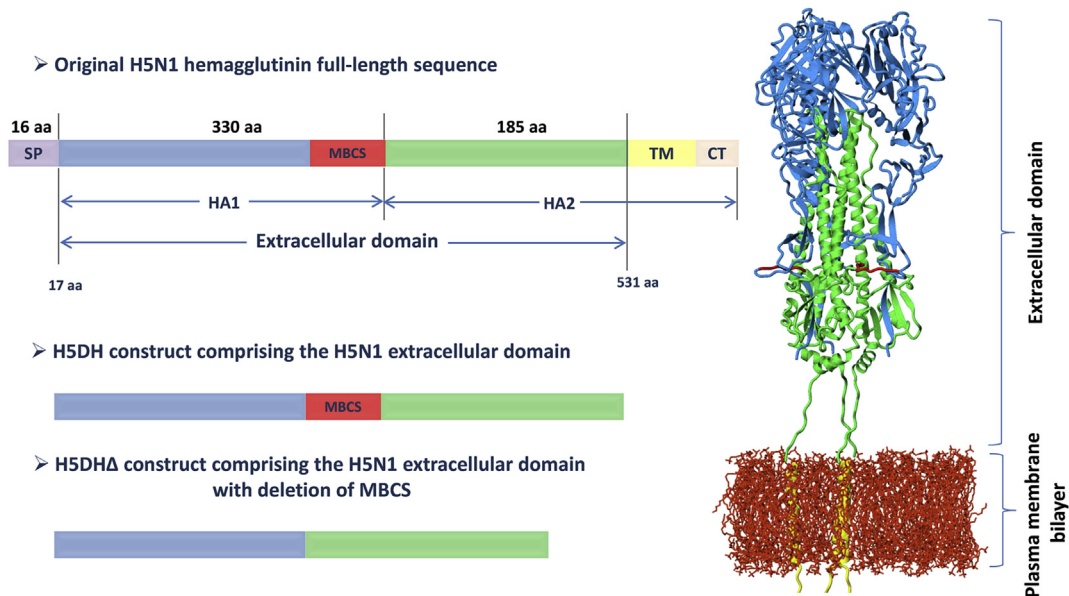 ➢ Original H5N1 hemagglutinin full-length sequence
16 aa 330 aa 185 aa
SP MBCS TM CT
HA1 HA2
Extracellular domain
17 aa 531 aa
➢ H5DH construct comprising the H5N1 extracellular domain
MBCS
➢ H5DHΔ construct comprising the H5N1 extracellular domain
with deletion of MBCS
Extracellular domain
Plasma membrane
bilayer